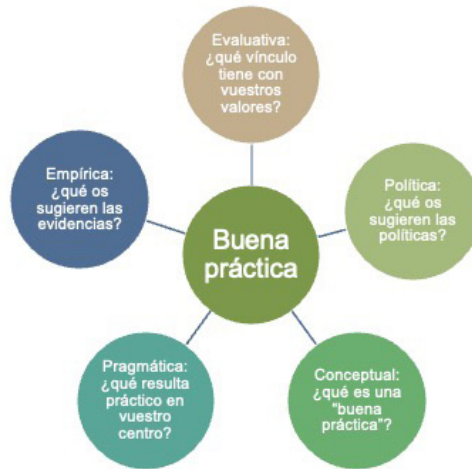 Evaluativa:
¿qué vínculo
tiene con
vuestros
valores?
Empírica:
¿qué os
sugieren las
evidencias?
Política:
¿qué os
sugieren las
políticas?
Buena
práctica
Pragmática:
¿qué resulta
práctico en
vuestro
centro?
Conceptual:
¿qué es una
“buena
práctica”?